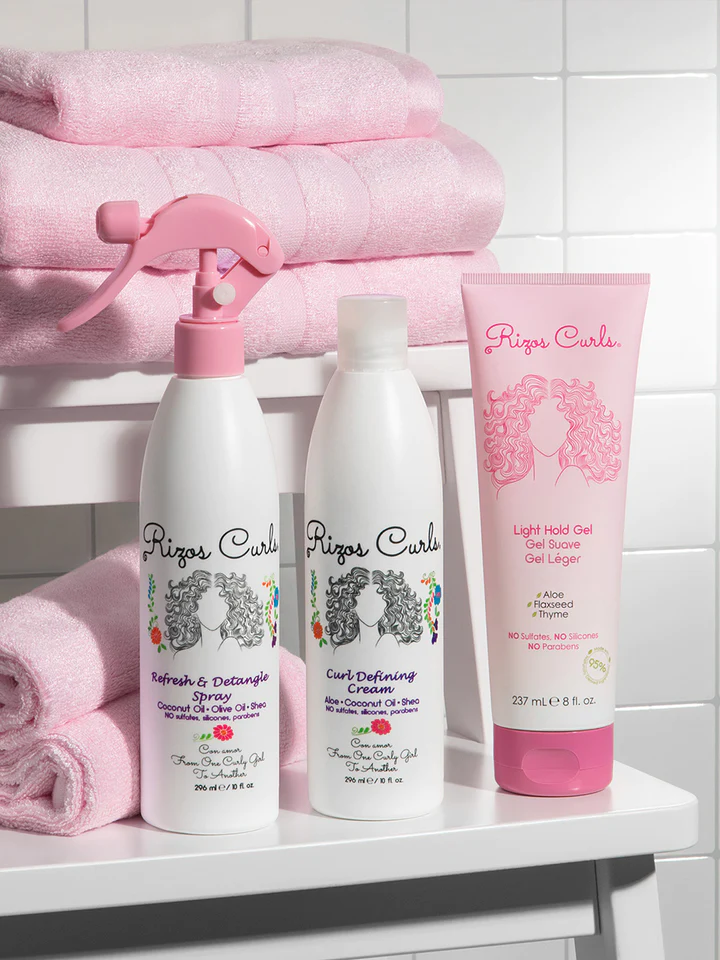 Rizos Curls
Refresh & Detangle
Spray
Coconut Oil • Olive Oil • Shea
NO sulfates, silicones, parabens
Con amor
From One Curly Girl
To Another
296 ml ℮ / 10 fl. oz.
Rizos Curls
Curl Defining
Cream
Aloe • Coconut Oil • Shea
NO sulfates, silicones, parabens
Con amor
From One Curly Girl
To Another
296 ml ℮ / 10 fl. oz.
Rizos Curls®
Light Hold Gel
Gel Suave
Gel Léger
Aloe
Flaxseed
Thyme
NO Sulfates, NO Silicones
NO Parabens
95%
237 mL ℮ 8 fl. oz.